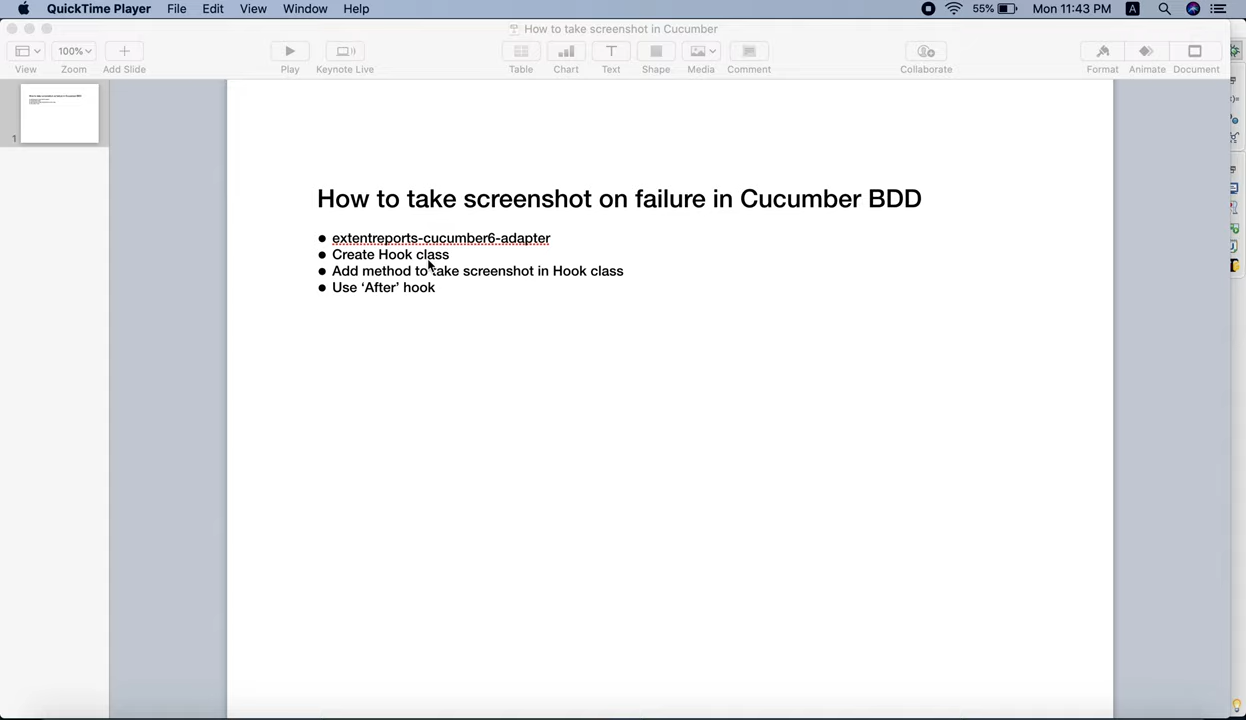 QuickTime Player File Edit View Window Help 55% Mon 11:43 PM A
How to take screenshot in Cucumber
100%
View Zoom Add Slide Play Keynote Live Table Chart Text Shape Media Comment Collaborate Format Animate Document
1
How to take screenshot on failure in Cucumber BDD
● extentreports-cucumber6-adapter
● Create Hook class
● Add method to take screenshot in Hook class
● Use ‘After’ hook